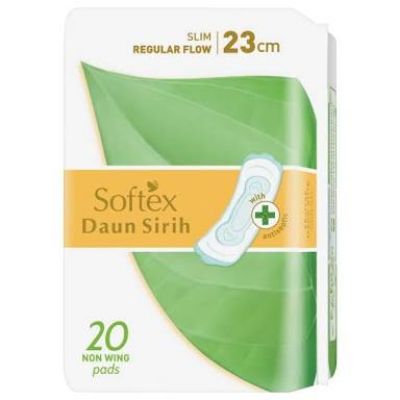 SLIM
REGULAR FLOW 23cm
Softex
Daun Sirih
with
antiseptic
20
NON WING
pads